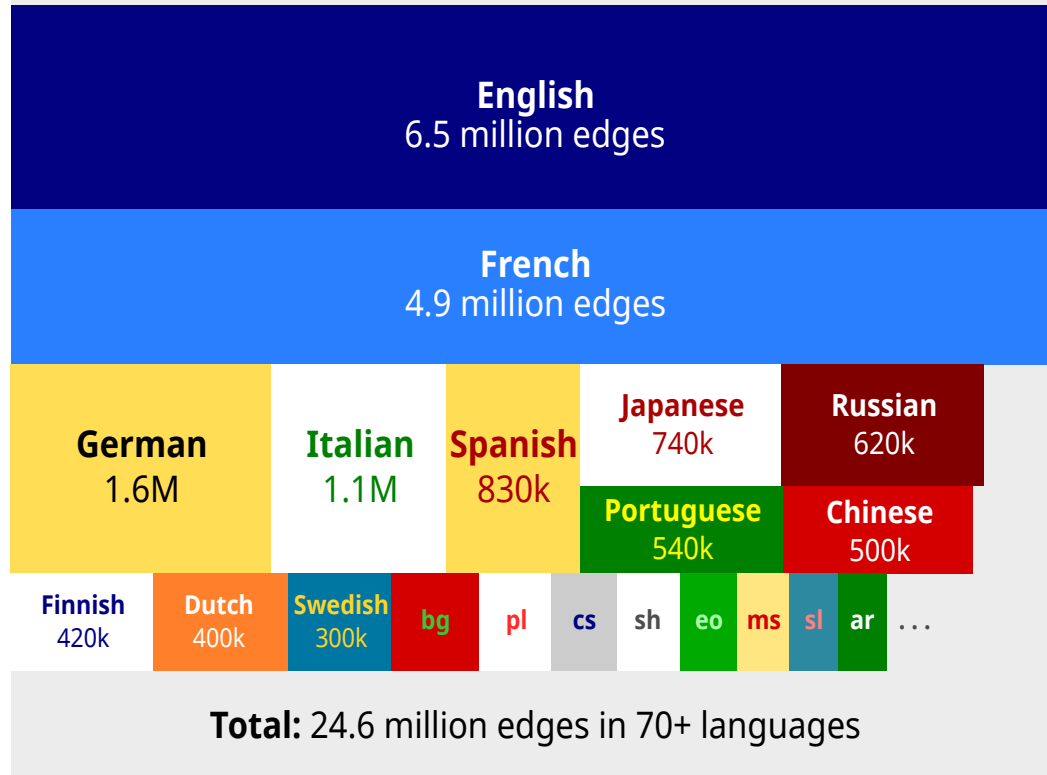 English
6.5 million edges
French
4.9 million edges
German
1.6M
Italian
1.1M
Spanish
830k
Japanese
740k
Russian
620k
Portuguese
540k
Chinese
500k
Finnish
420k
Dutch
400k
Swedish
300k
bg
pl
cs
sh
eo
ms
sl
ar
...
Total: 24.6 million edges in 70+ languages